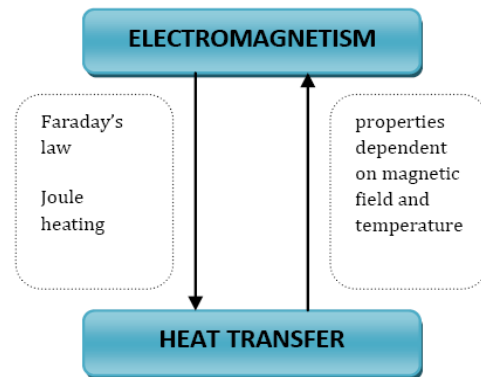 ELECTROMAGNETISM
Faraday's
law
Joule
heating
properties
dependent
on magnetic
field and
temperature
HEAT TRANSFER